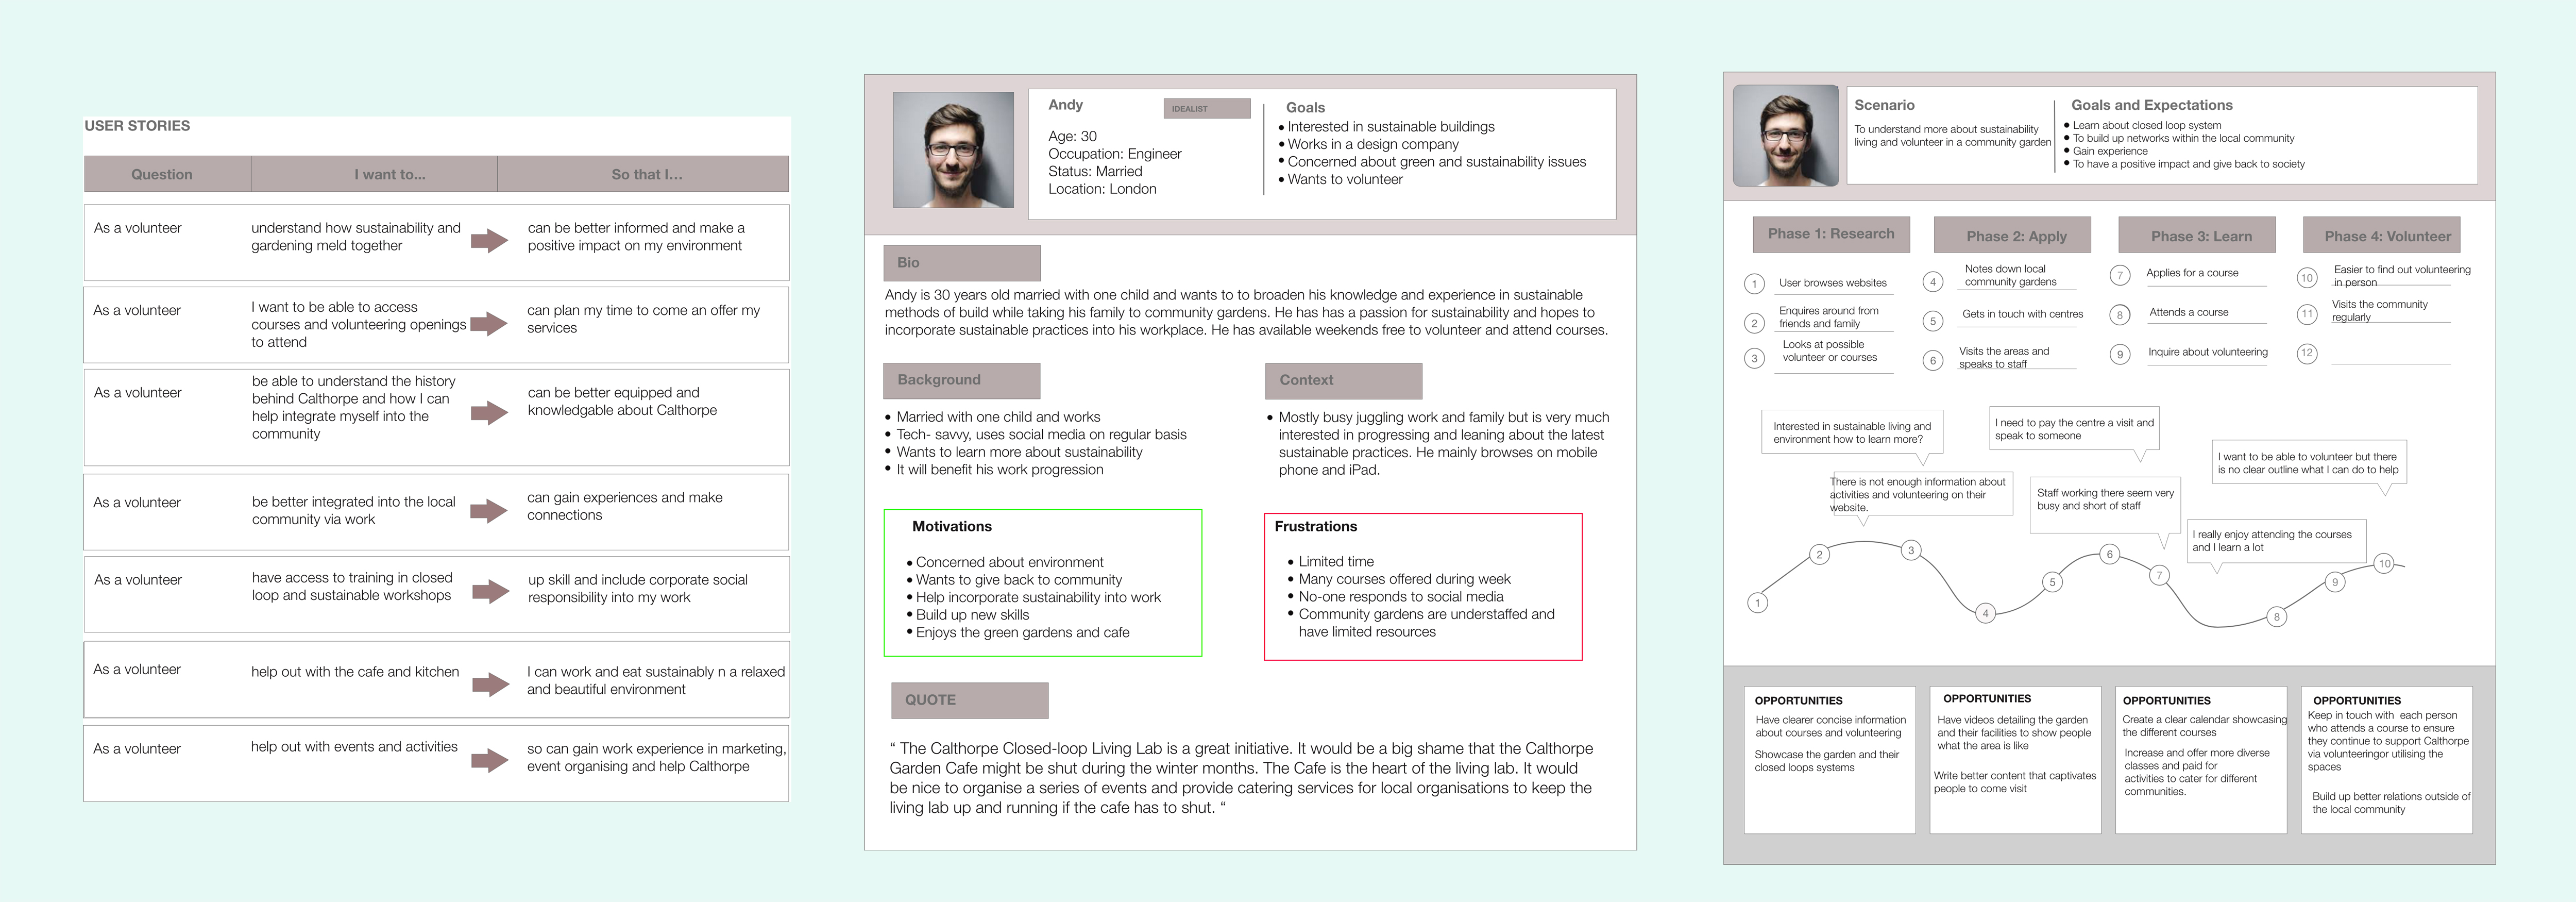 USER STORIES
Question
I want to...
So that I...
As a volunteer
understand how sustainability and
gardening meld together
can be better informed and make a
positive impact on my environment
As a volunteer
I want to be able to access
courses and volunteering openings
to attend
can plan my time to come an offer my
services
As a volunteer
be able to understand the history
behind Calthorpe and how I can
help integrate myself into the
community
can be better equipped and
knowledgable about Calthorpe
As a volunteer
be better integrated into the local
community via work
can gain experiences and make
connections
As a volunteer
have access to training in closed
loop and sustainable workshops
up skill and include corporate social
responsibility into my work
As a volunteer
help out with the cafe and kitchen
I can work and eat sustainably n a relaxed
and beautiful environment
As a volunteer
help out with events and activities
so can gain work experience in marketing,
event organising and help Calthorpe
Andy
IDEALIST
Age: 30
Occupation: Engineer
Status: Married
Location: London
Goals
• Interested in sustainable buildings
• Works in a design company
• Concerned about green and sustainability issues
• Wants to volunteer
Bio
Andy is 30 years old married with one child and wants to to broaden his knowledge and experience in sustainable
methods of build while taking his family to community gardens. He has has a passion for sustainability and hopes to
incorporate sustainable practices into his workplace. He has available weekends free to volunteer and attend courses.
Background
• Married with one child and works
• Tech- savvy, uses social media on regular basis
• Wants to learn more about sustainability
• It will benefit his work progression
Context
• Mostly busy juggling work and family but is very much
interested in progressing and leaning about the latest
sustainable practices. He mainly browses on mobile
phone and iPad.
Motivations
• Concerned about environment
• Wants to give back to community
• Help incorporate sustainability into work
• Build up new skills
• Enjoys the green gardens and cafe
Frustrations
• Limited time
• Many courses offered during week
• No-one responds to social media
• Community gardens are understaffed and
have limited resources
QUOTE
“ The Calthorpe Closed-loop Living Lab is a great initiative. It would be a big shame that the Calthorpe
Garden Cafe might be shut during the winter months. The Cafe is the heart of the living lab. It would
be nice to organise a series of events and provide catering services for local organisations to keep the
living lab up and running if the cafe has to shut. “
Scenario
To understand more about sustainability
living and volunteer in a community garden
Goals and Expectations
• Learn about closed loop system
• To build up networks within the local community
• Gain experience
• To have a positive impact and give back to society
Phase 1: Research
1 User browses websites
2 Enquires around from
friends and family
3 Looks at possible
volunteer or courses
Phase 2: Apply
4 Notes down local
community gardens
5 Gets in touch with centres
6 Visits the areas and
speaks to staff
Phase 3: Learn
7 Applies for a course
8 Attends a course
9 Inquire about volunteering
Phase 4: Volunteer
10 Easier to find out volunteering
in person
11 Visits the community
regularly
12
Interested in sustainable living and
environment how to learn more?
There is not enough information about
activities and volunteering on their
website.
I need to pay the centre a visit and
speak to someone
Staff working there seem very
busy and short of staff
I want to be able to volunteer but there
is no clear outline what I can do to help
I really enjoy attending the courses
and I learn a lot
1
2
3
4
5
6
7
8
9
10
OPPORTUNITIES
Have clearer concise information
about courses and volunteering
Showcase the garden and their
closed loops systems
OPPORTUNITIES
Have videos detailing the garden
and their facilities to show people
what the area is like
Write better content that captivates
people to come visit
OPPORTUNITIES
Create a clear calendar showcasing
the different courses
Increase and offer more diverse
classes and paid for
activities to cater for different
communities.
OPPORTUNITIES
Keep in touch with each person
who attends a course to ensure
they continue to support Calthorpe
via volunteeringor utilising the
spaces
Build up better relations outside of
the local community